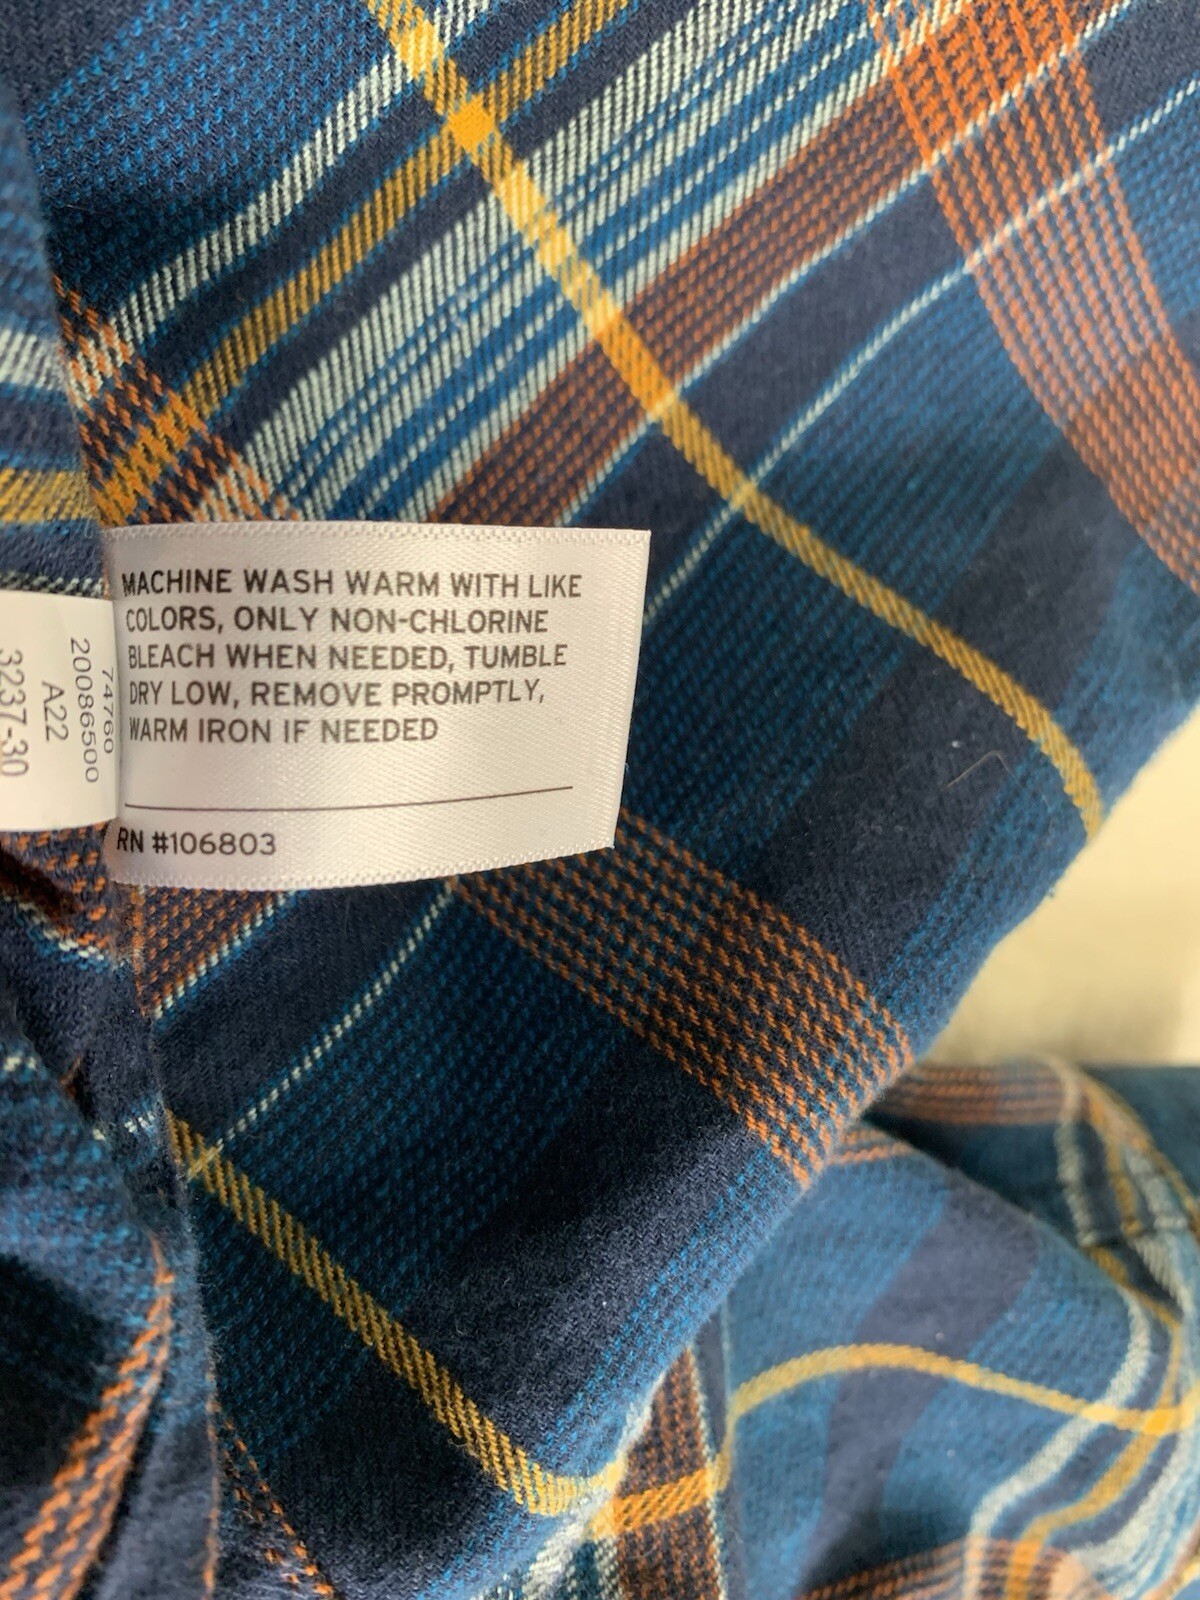 MACHINE WASH WARM WITH LIKE
COLORS, ONLY NON-CHLORINE
BLEACH WHEN NEEDED, TUMBLE
DRY LOW, REMOVE PROMPTLY,
WARM IRON IF NEEDED
RN #106803
74760
20086500
A22
3237-30